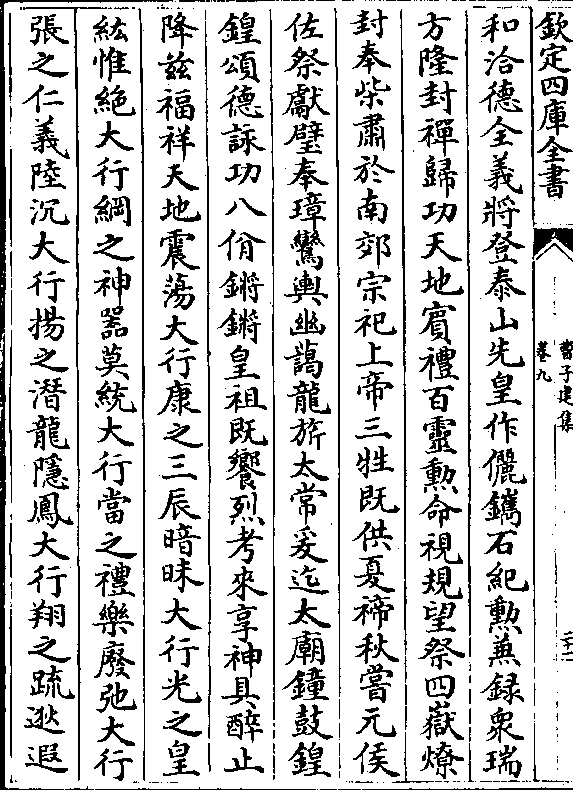 欽定四庫全書
曹子建集
卷九
二十二
和洽德全義將登泰山先皇作儷鐫石紀勲兼録衆瑞
方隆封禪歸功天地賓禮百靈勲命視規望祭四嶽燎
封奉柴肅於南郊宗祀上帝三牲既供夏禘秋嘗元侯
佐祭獻璧奉璋鸞輿幽藹龍旂太常爰迄太廟鐘鼓鍠
鍠頌德詠功八佾鏘鏘皇祖既饗烈考來享神具醉止
降兹福祥天地震蕩大行康之三辰暗昧大行光之皇
紘惟絶大行綱之神器莫統大行當之禮樂廢弛大行
張之仁義陸沉大行揚之潛龍隱鳳大行翔之疏逖遐